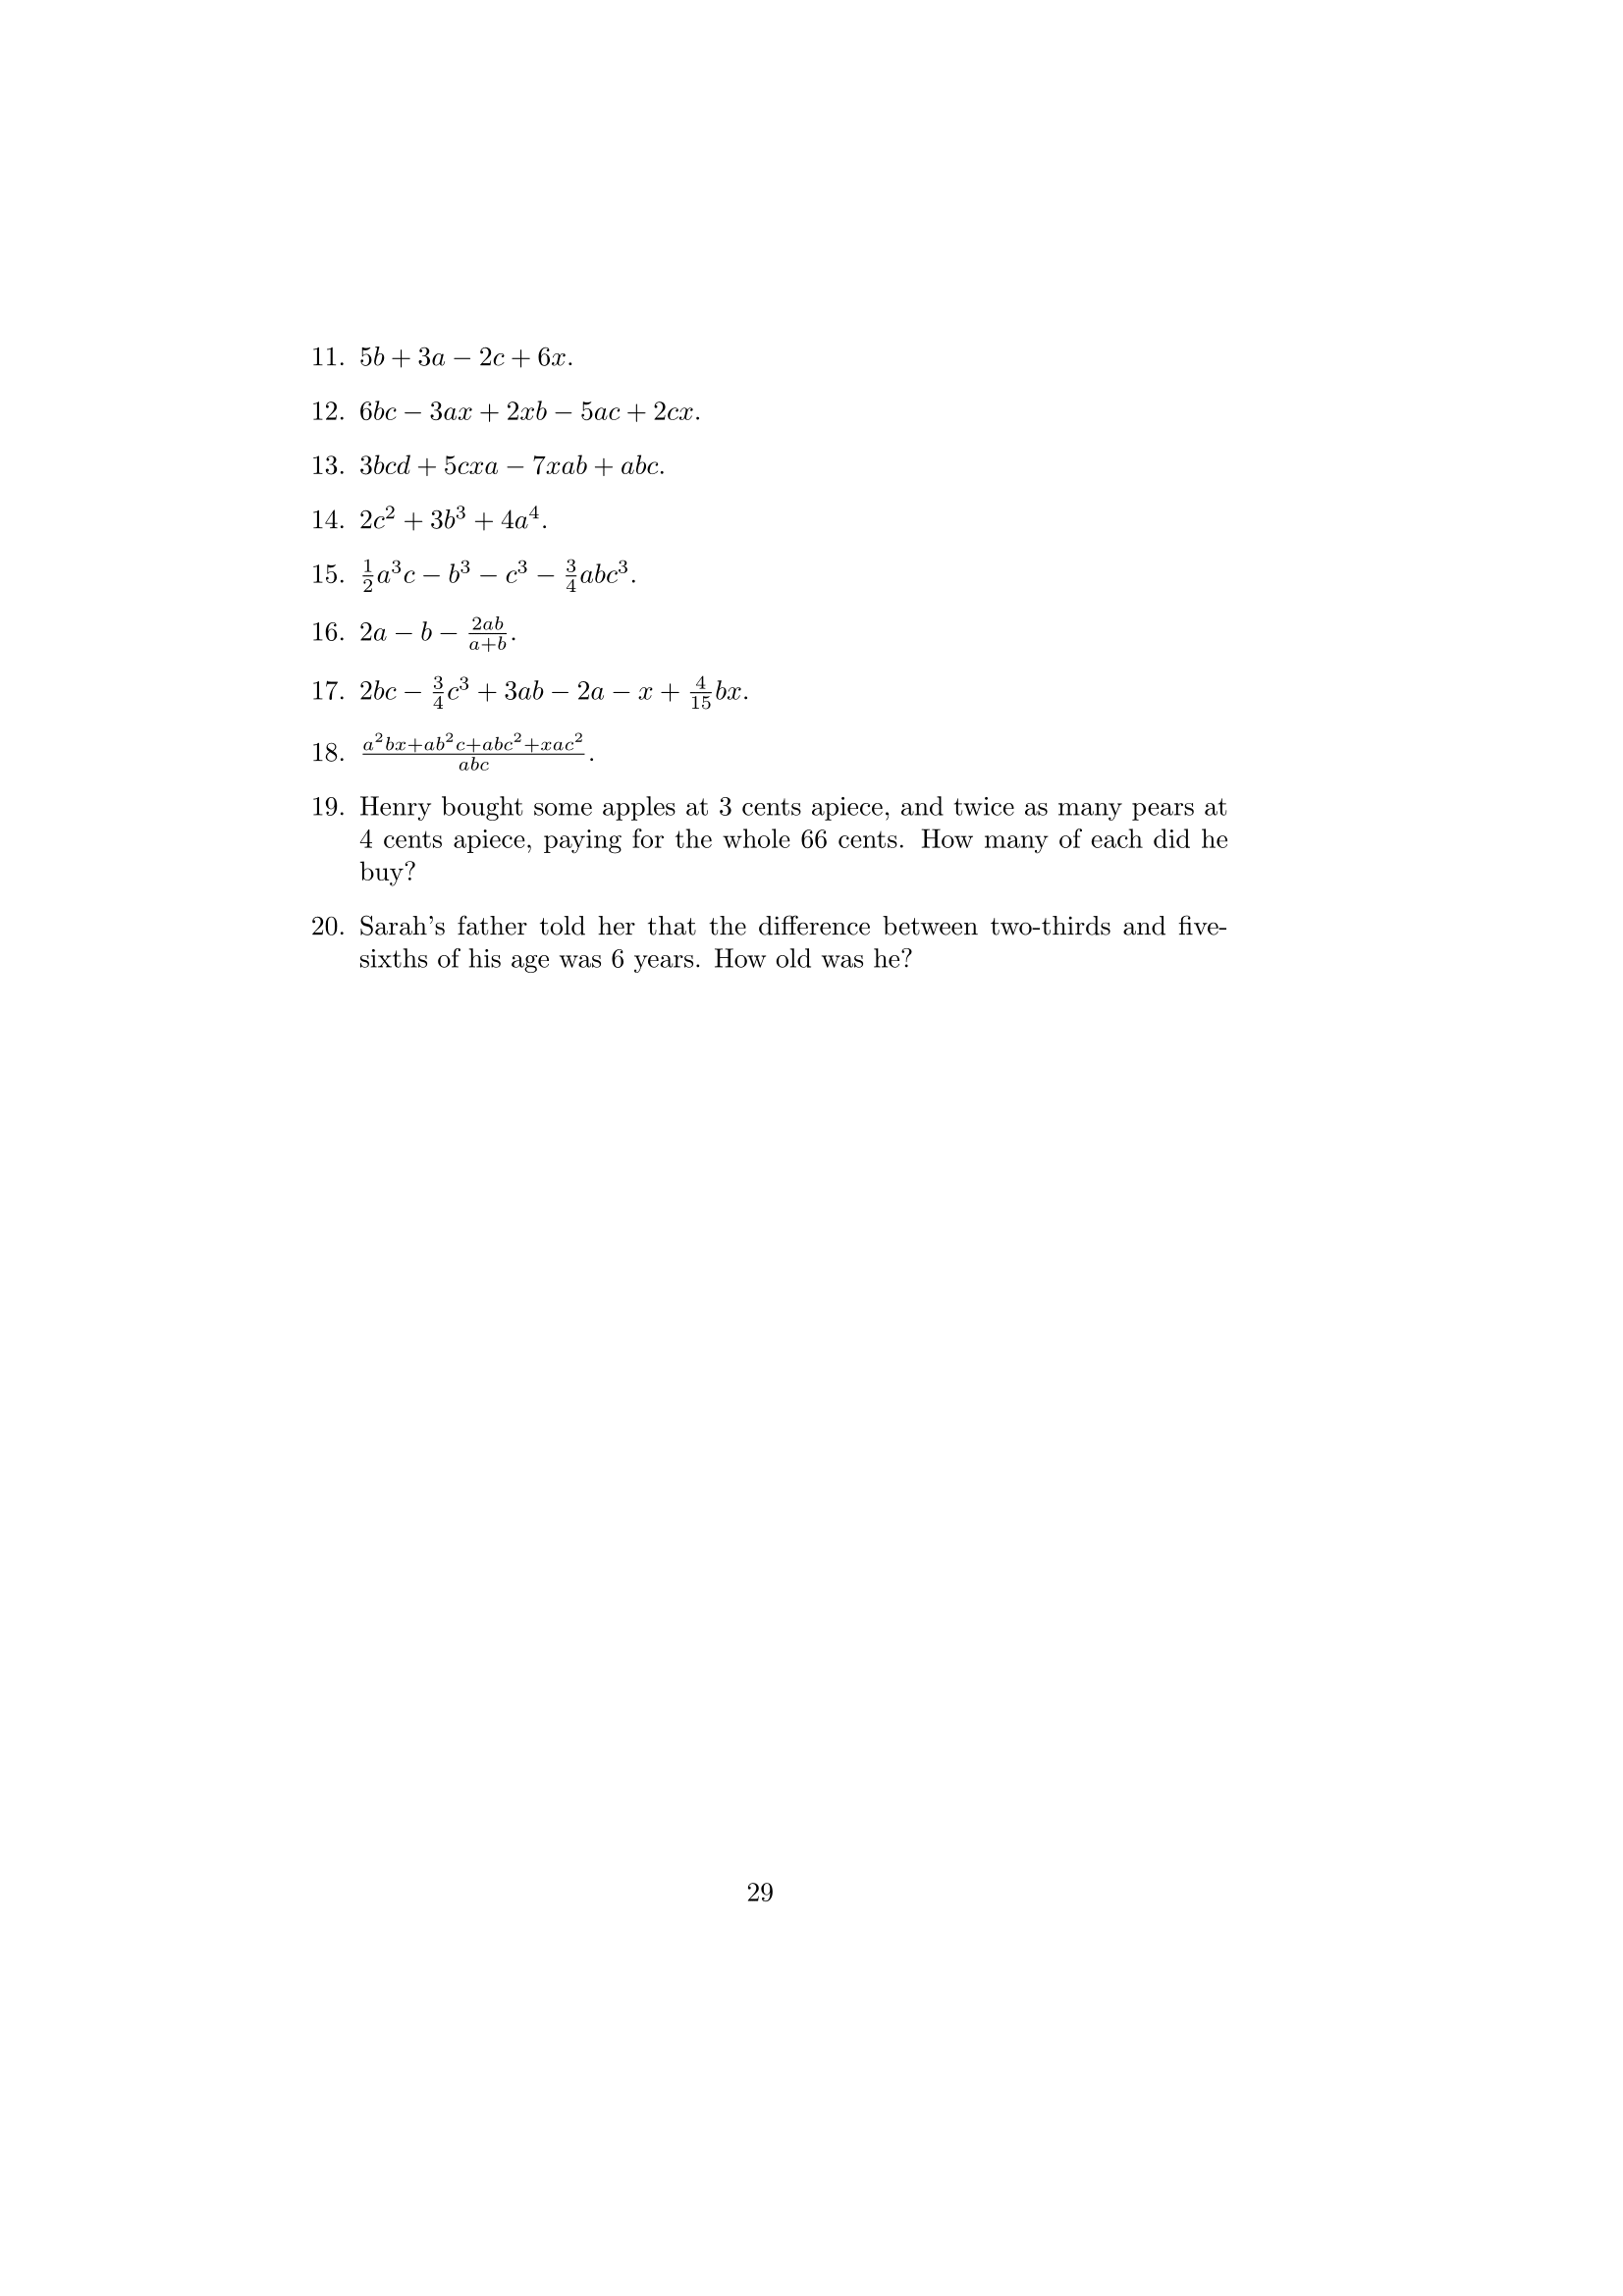 11. $5b + 3a - 2c + 6x$.
12. $6bc - 3ax + 2xb - 5ac + 2cx$.
13. $3bcd + 5cxa - 7xab + abc$.
14. $2c^2 + 3b^3 + 4a^4$.
15. $\frac{1}{2}a^3c - b^3 - c^3 - \frac{3}{4}abc^3$.
16. $2a - b - \frac{2ab}{a+b}$.
17. $2bc - \frac{3}{4}c^3 + 3ab - 2a - x + \frac{4}{15}bx$.
18. $\frac{a^2bx+ab^2c+abc^2+xac^2}{abc}$.
19. Henry bought some apples at 3 cents apiece, and twice as many pears at
4 cents apiece, paying for the whole 66 cents. How many of each did he
buy?
20. Sarah's father told her that the difference between two-thirds and five-
sixths of his age was 6 years. How old was he?
29